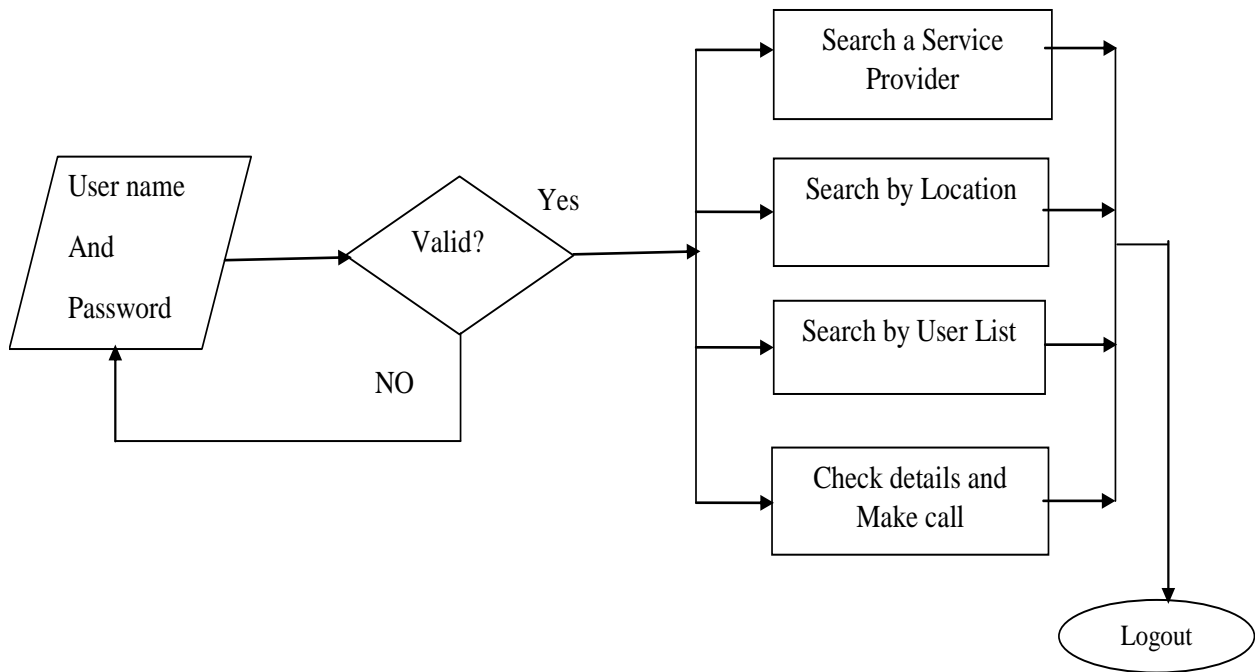 User name
And
Password
Valid?
Yes
NO
Search a Service
Provider
Search by Location
Search by User List
Check details and
Make call
Logout